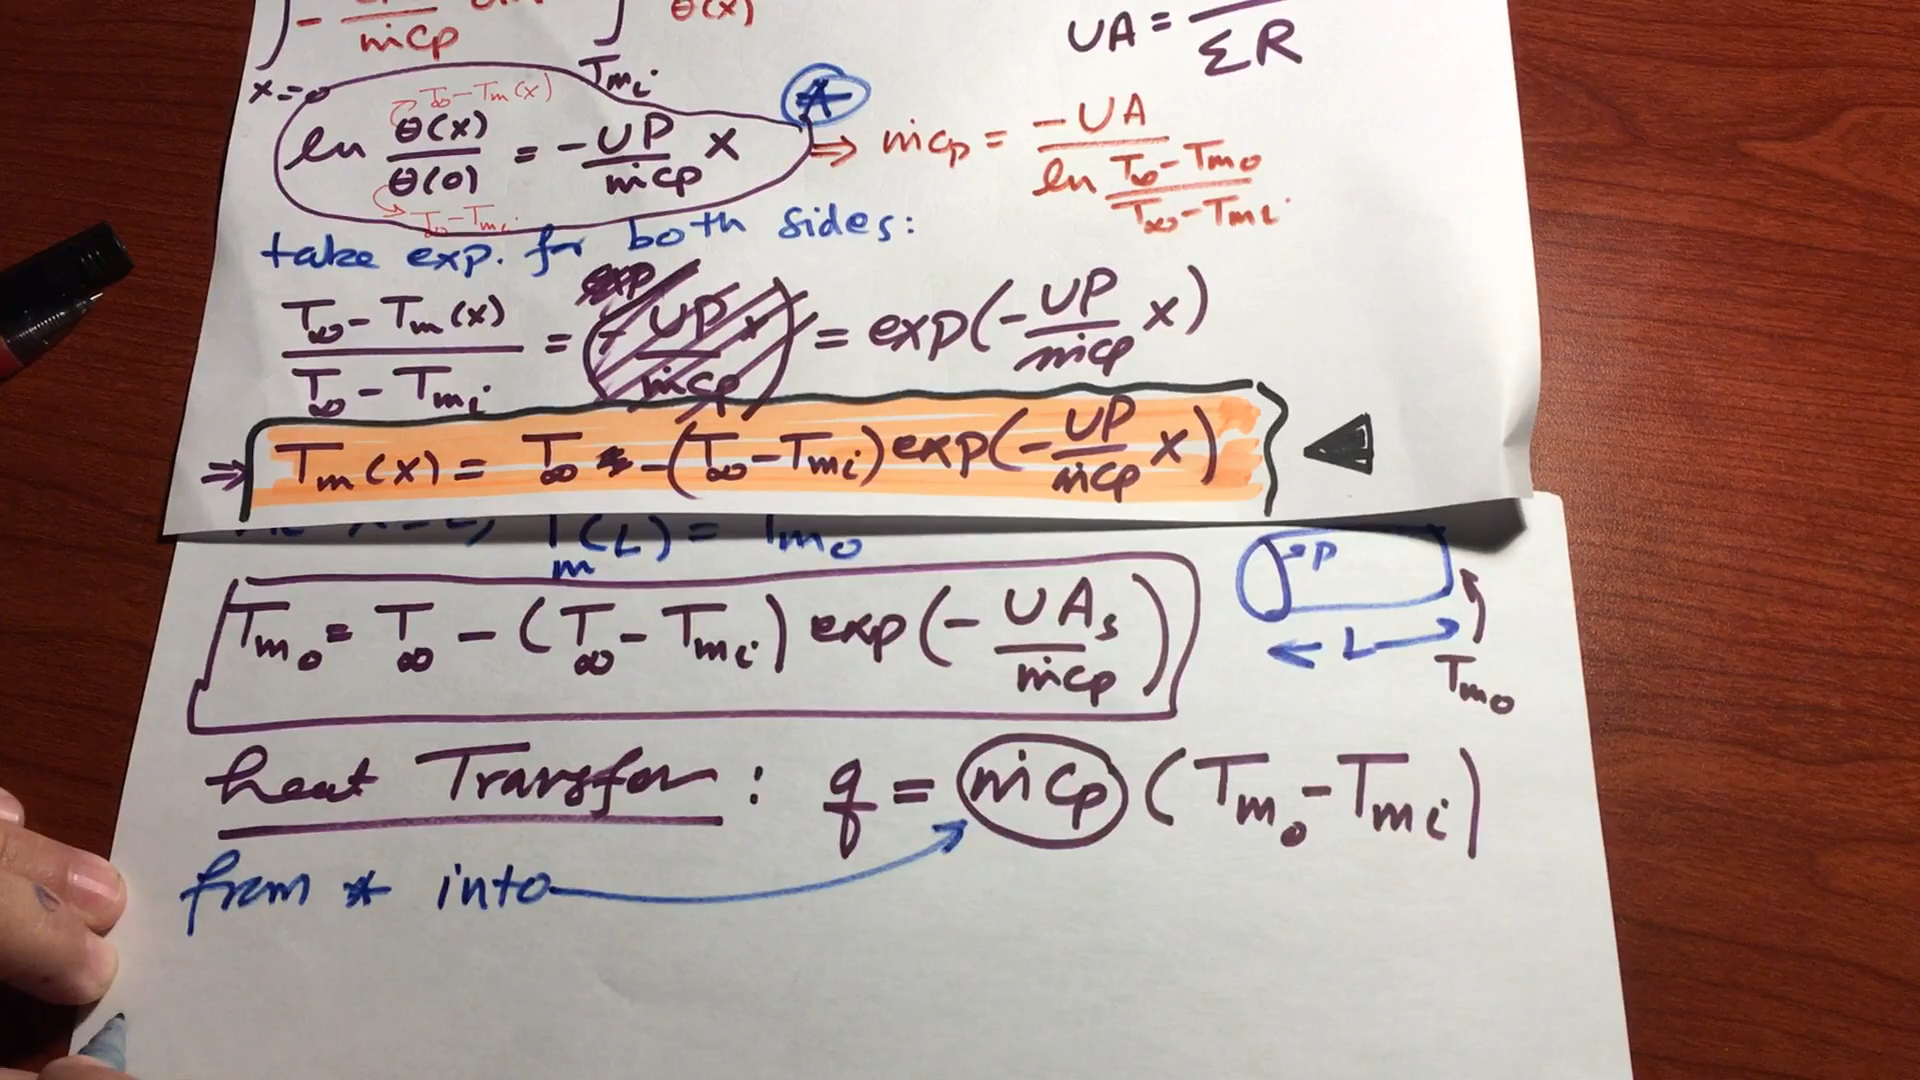 - ṁCp θ(x)
UA = ΣR
x=0 Tmi
T∞-Tm(x)
ln θ(x)/θ(0) = - UP/ṁCp x * ⇒ ṁCp = -UA / ln (T∞-Tmo / T∞-Tmi)
T∞-Tmi
take exp. for both sides:
T∞-Tm(x) / T∞-Tmi = = exp(- UP/ṁCp x)
⇒ Tm(x) = T∞ -(T∞-Tmi) exp(- UP/ṁCp x)
Tm(L) = Tmo
P
Tmo = T∞ - (T∞-Tmi) exp(- UAs/ṁCp)
L
Tmo
heat Transfer : q = ṁCp (Tmo-Tmi)
from * into